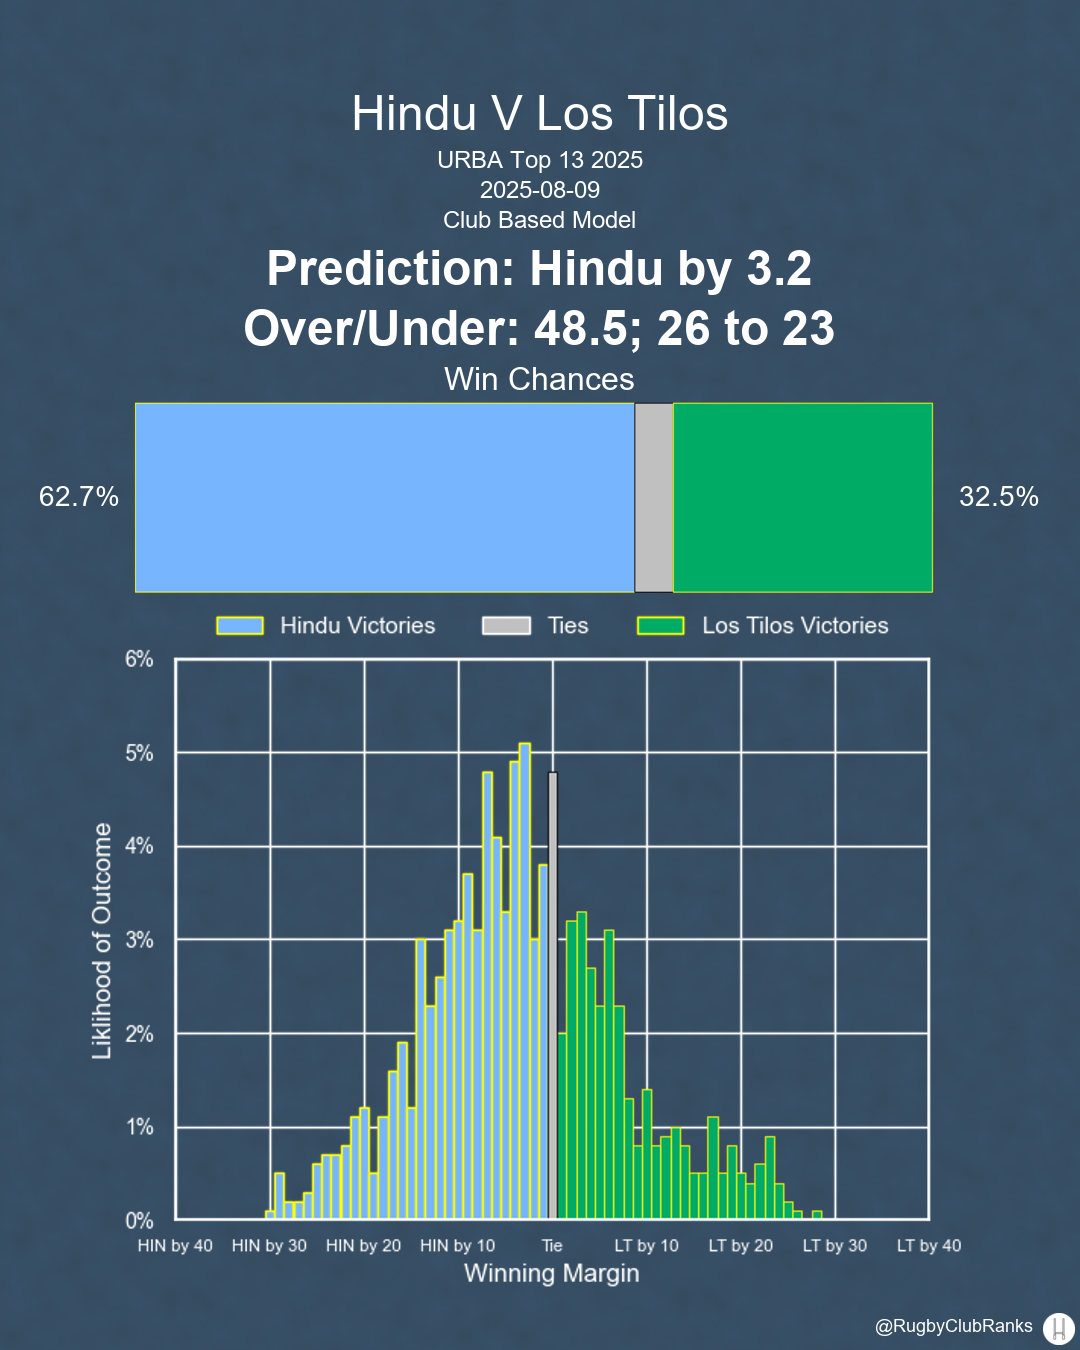 Hindu V Los Tilos
URBA Top 13 2025
2025-08-09
Club Based Model
Prediction: Hindu by 3.2
Over/Under: 48.5; 26 to 23
Win Chances
62.7%
32.5%
Hindu Victories
Ties
Los Tilos Victories
6%
5%
4%
3%
2%
1%
0%
Liklihood of Outcome
HIN by 40
HIN by 30
HIN by 20
HIN by 10
Tie
LT by 10
LT by 20
LT by 30
LT by 40
Winning Margin
@RugbyClubRanks